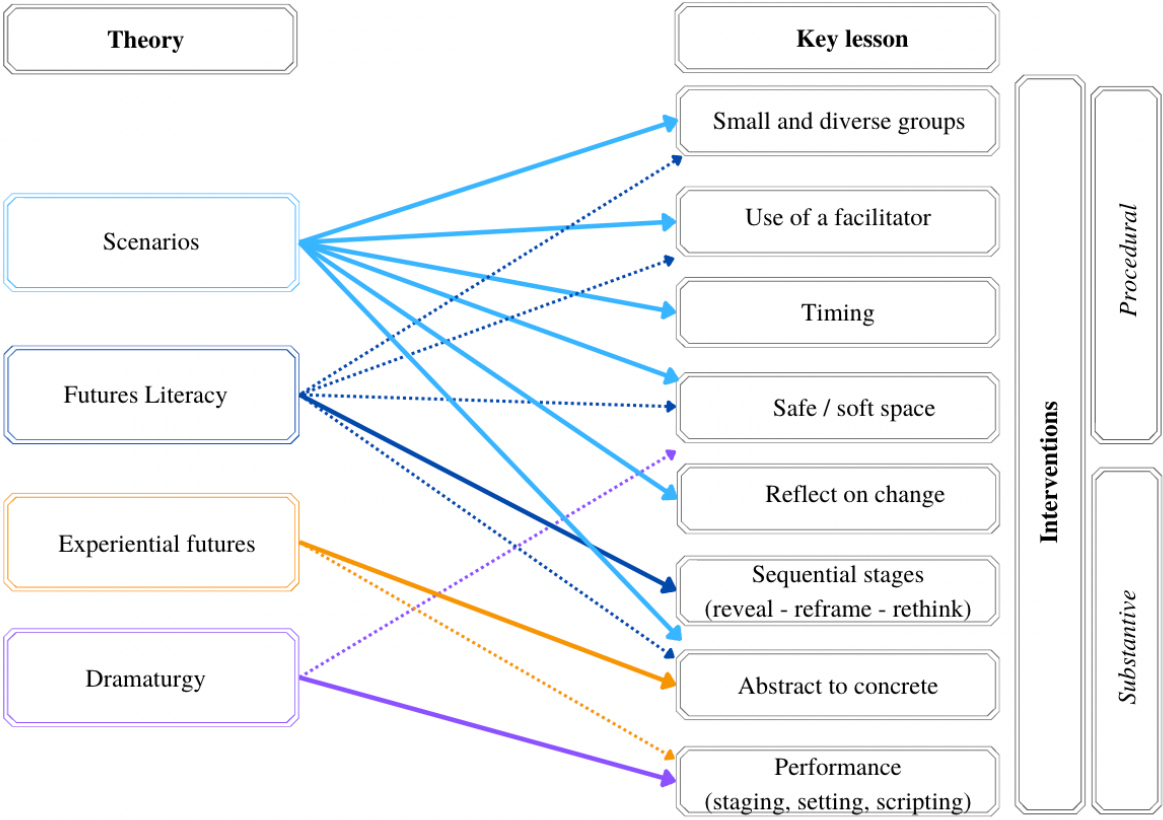 Theory
Key lesson
Scenarios
Futures Literacy
Experiential futures
Dramaturgy
Small and diverse groups
Use of a facilitator
Timing
Safe / soft space
Reflect on change
Sequential stages
(reveal - reframe - rethink)
Abstract to concrete
Performance
(staging, setting, scripting)
Interventions
Procedural
Substantive